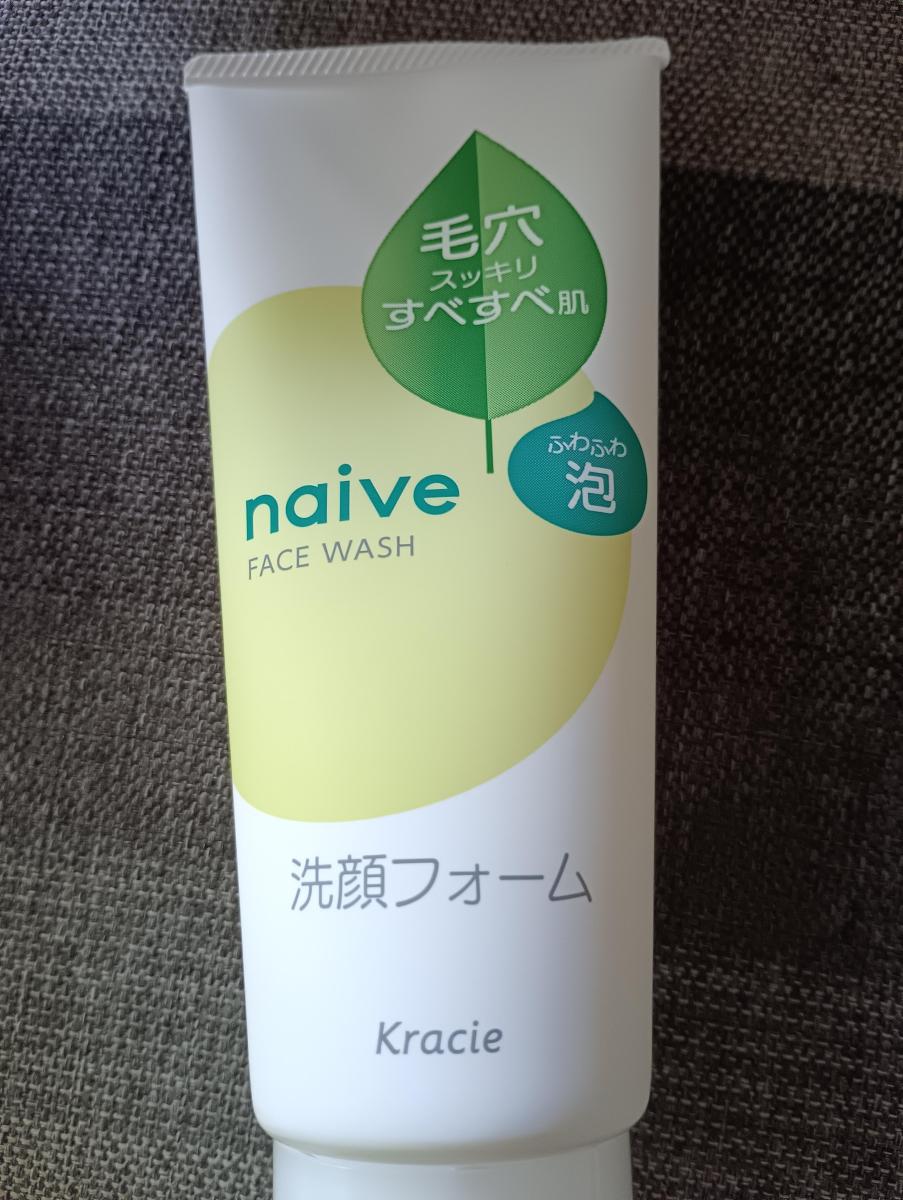 毛穴
スッキリ
すべすべ肌
ふわふわ
泡
naive
FACE WASH
洗顔フォーム
Kracie